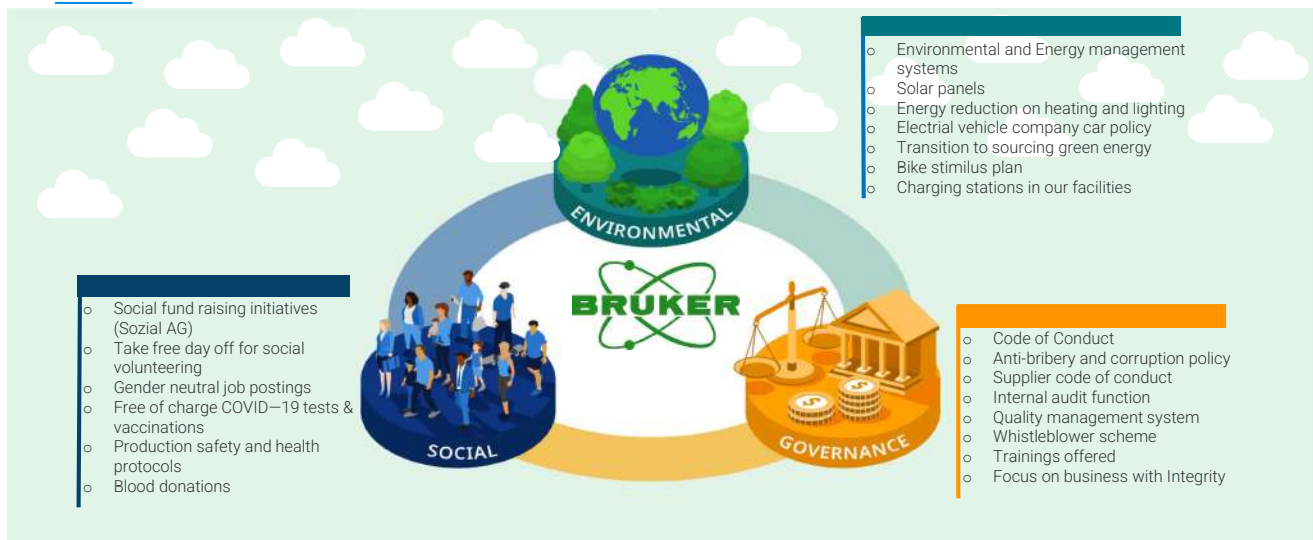 o Environmental and Energy management
systems
o Solar panels
o Energy reduction on heating and lighting
o Electrial vehicle company car policy
o Transition to sourcing green energy
o Bike stimilus plan
o Charging stations in our facilities
ENVIRONMENTAL
BRUKER
o Social fund raising initiatives
(Sozial AG)
o Take free day off for social
volunteering
o Gender neutral job postings
o Free of charge COVID—19 tests &
vaccinations
o Production safety and health
protocols
o Blood donations
SOCIAL
$
$
GOVERNANCE
o Code of Conduct
o Anti-bribery and corruption policy
o Supplier code of conduct
o Internal audit function
o Quality management system
o Whistleblower scheme
o Trainings offered
o Focus on business with Integrity